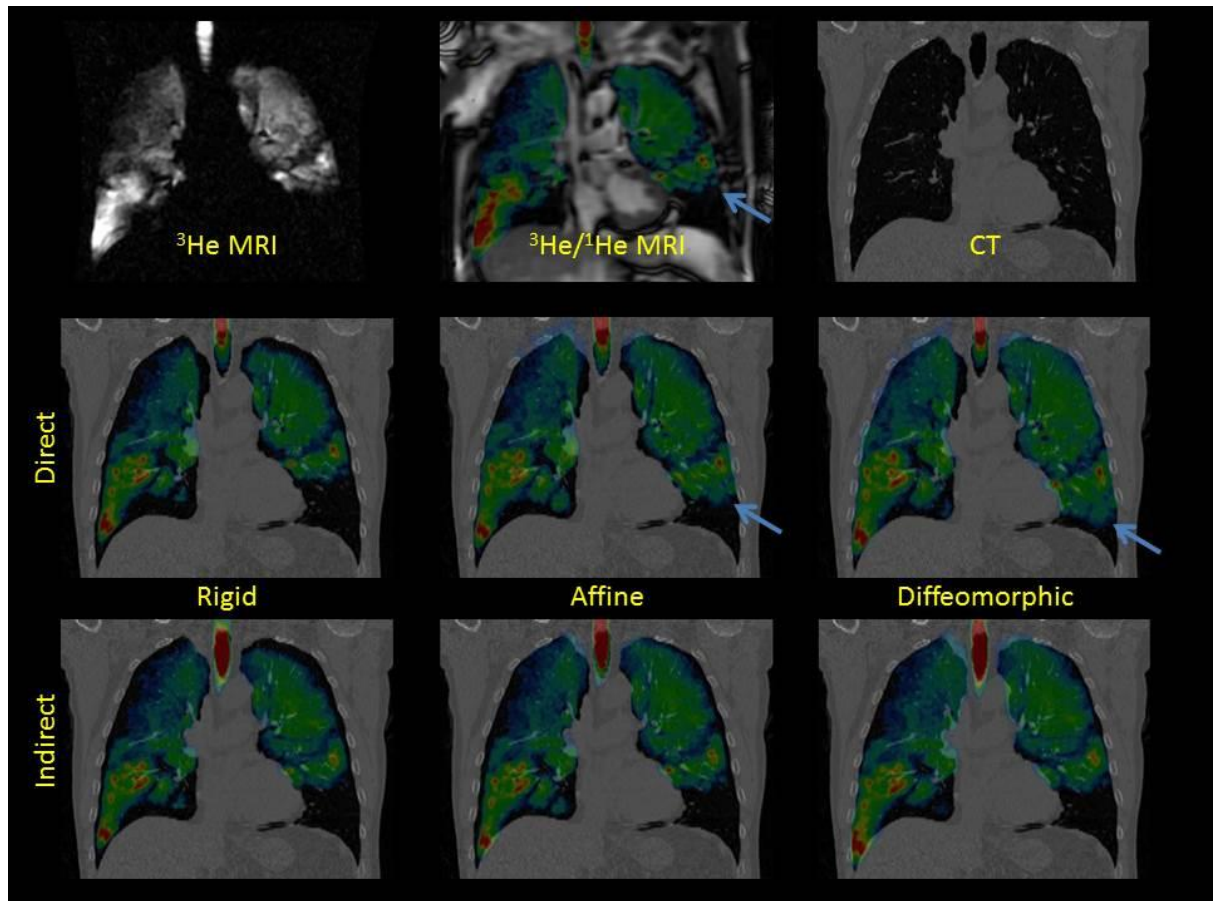 ³He MRI
³He/¹He MRI
CT
Direct
Rigid
Affine
Diffeomorphic
Indirect